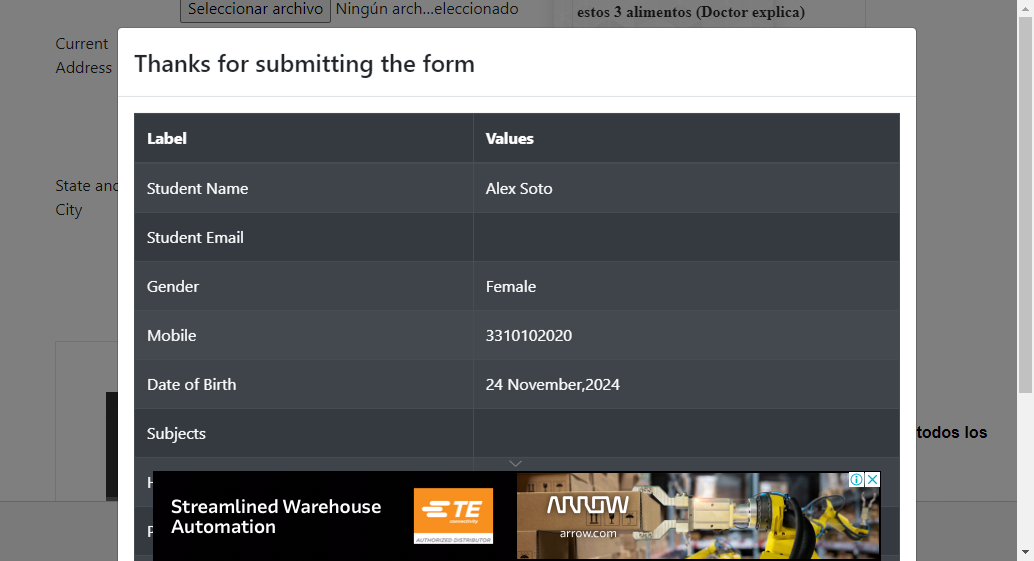 Seleccionar archivo Ningún arch...eleccionado
estos 3 alimentos (Doctor explica)
Current
Address
Thanks for submitting the form
Label Values
Student Name Alex Soto
State and
City
Student Email
Gender Female
Mobile 3310102020
Date of Birth 24 November,2024
Subjects
todos los
Streamlined Warehouse
Automation
TE
connectivity
AUTHORIZED DISTRIBUTOR
ARROW
arrow.com